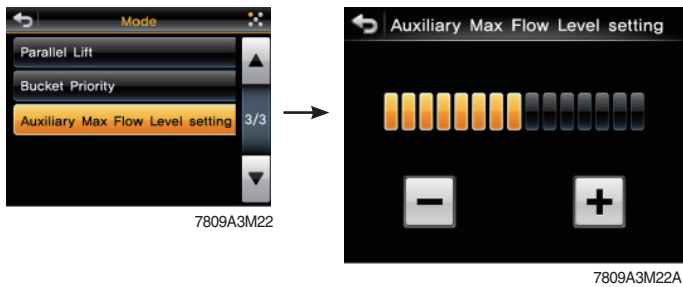 Mode
Parallel Lift
Bucket Priority
Auxiliary Max Flow Level setting
3/3
7809A3M22
Auxiliary Max Flow Level setting
7809A3M22A